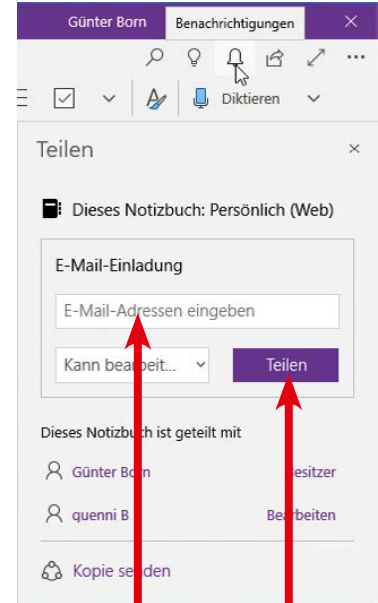 Günter Born Benachrichtigungen
Diktieren
Teilen
Dieses Notizbuch: Persönlich (Web)
E-Mail-Einladung
E-Mail-Adressen eingeben
Kann bearbeit... Teilen
Dieses Notizbuch ist geteilt mit
Günter Born Besitzer
quenni B Bearbeiten
Kopie senden